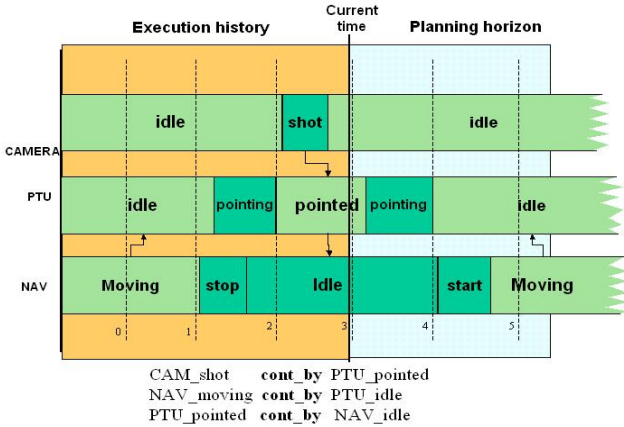 Execution history
Current time
Planning horizon
CAMERA
idle
shot
idle
PTU
idle
pointing
pointed
pointing
idle
NAV
Moving
stop
Idle
start
Moving
0 1 2 3 4 5
CAM_shot cont_by PTU_pointed
NAV_moving cont_by PTU_idle
PTU_pointed cont_by NAV_idle